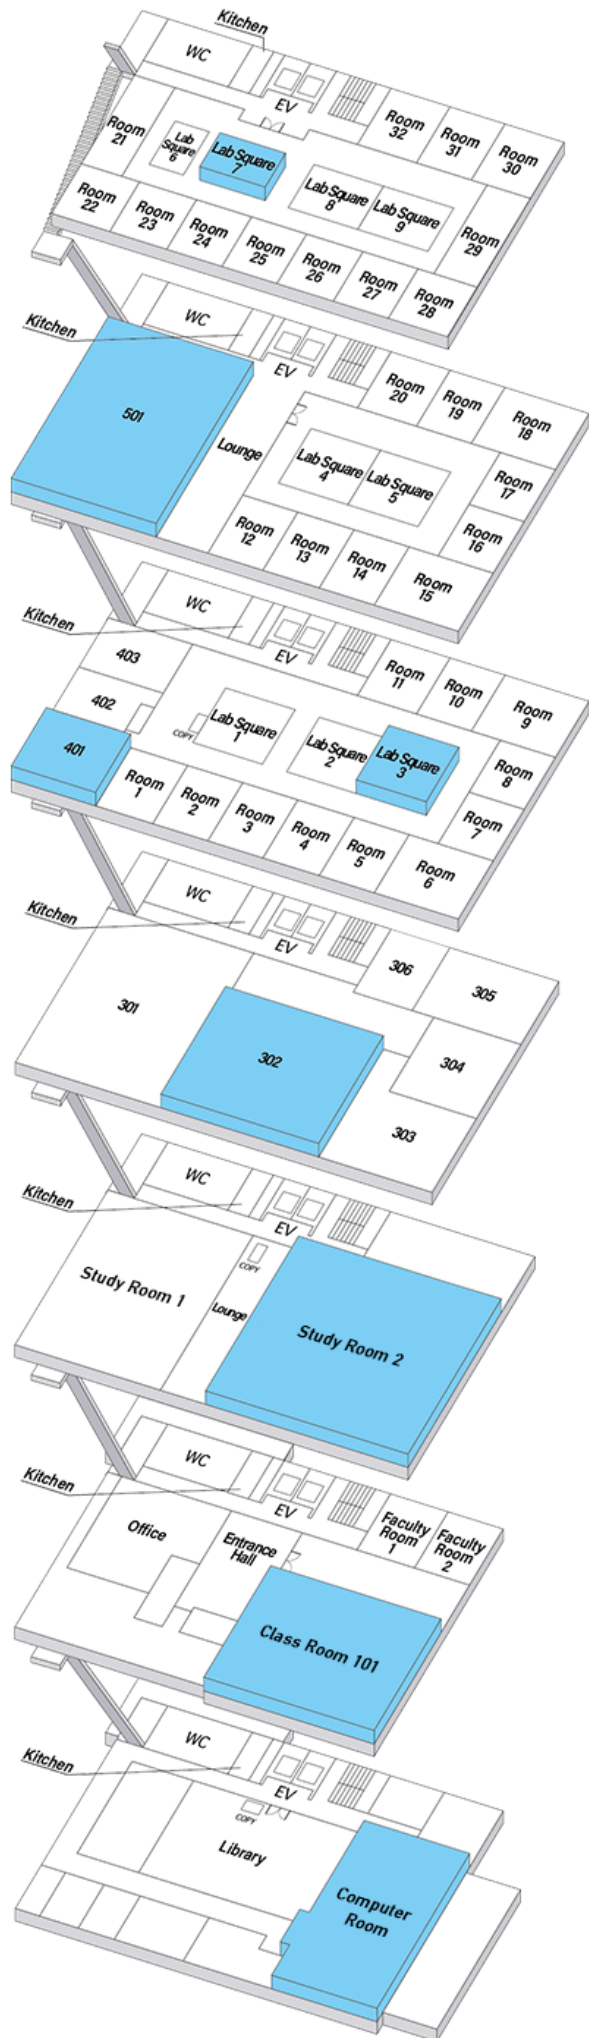 Kitchen
WC
EV
Room
32
Room
31
Room
30
Room
21
Lab
Square
6
Lab Square
7
Lab Square
8
Lab Square
9
Room
29
Room
22
Room
23
Room
24
Room
25
Room
26
Room
27
Room
28
Kitchen
WC
EV
501
Lounge
Room
20
Room
19
Room
18
Lab Square
4
Lab Square
5
Room
17
Room
16
Room
12
Room
13
Room
14
Room
15
Kitchen
WC
EV
403
402
401
COPY
Lab Square
1
Lab Square
2
Lab Square
3
Room
11
Room
10
Room
9
Room
8
Room
7
Room
1
Room
2
Room
3
Room
4
Room
5
Room
6
Kitchen
WC
EV
306
305
301
302
304
303
Kitchen
WC
EV
COPY
Study Room 1
Lounge
Study Room 2
Kitchen
WC
EV
Office
Entrance
Hall
Faculty
Room
1
Faculty
Room
2
Class Room 101
Kitchen
WC
EV
COPY
Library
Computer
Room